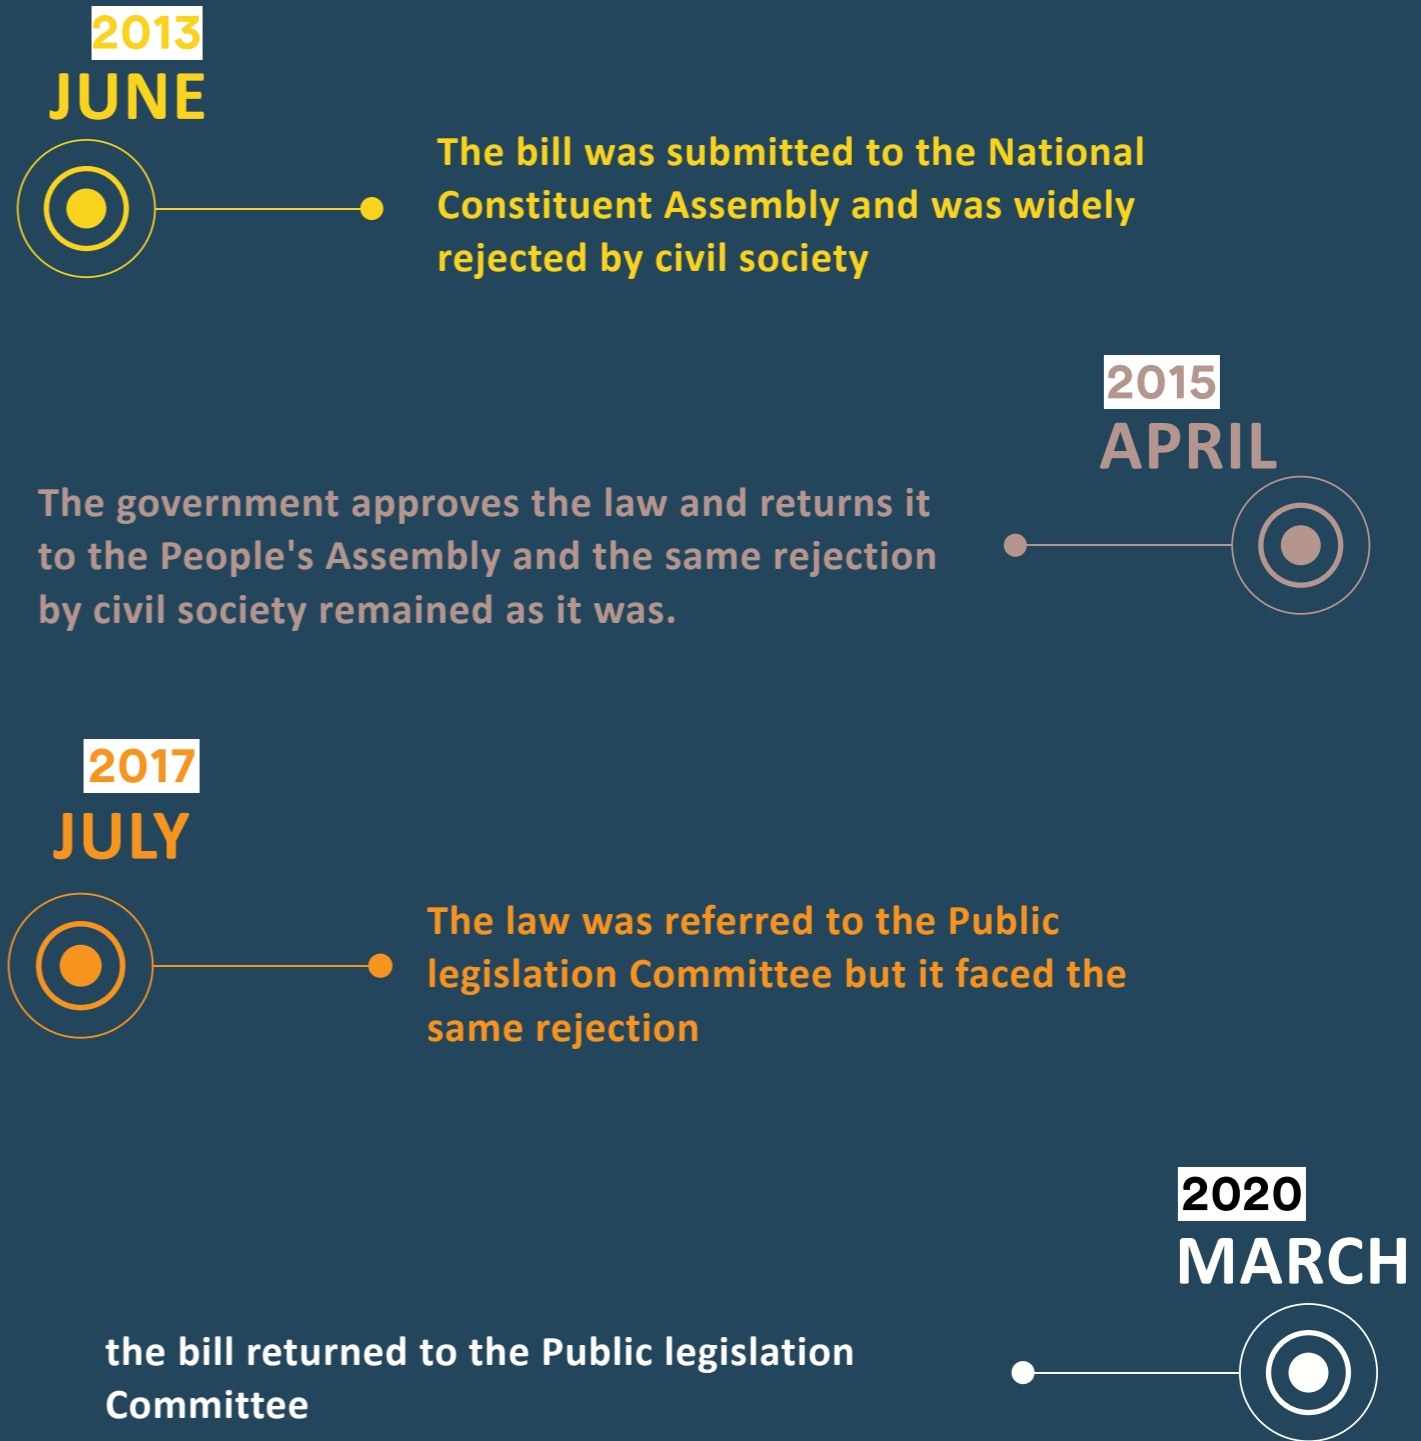 2013
JUNE
The bill was submitted to the National
Constituent Assembly and was widely
rejected by civil society
2015
APRIL
The government approves the law and returns it
to the People's Assembly and the same rejection
by civil society remained as it was.
2017
JULY
The law was referred to the Public
legislation Committee but it faced the
same rejection
2020
MARCH
the bill returned to the Public legislation
Committee